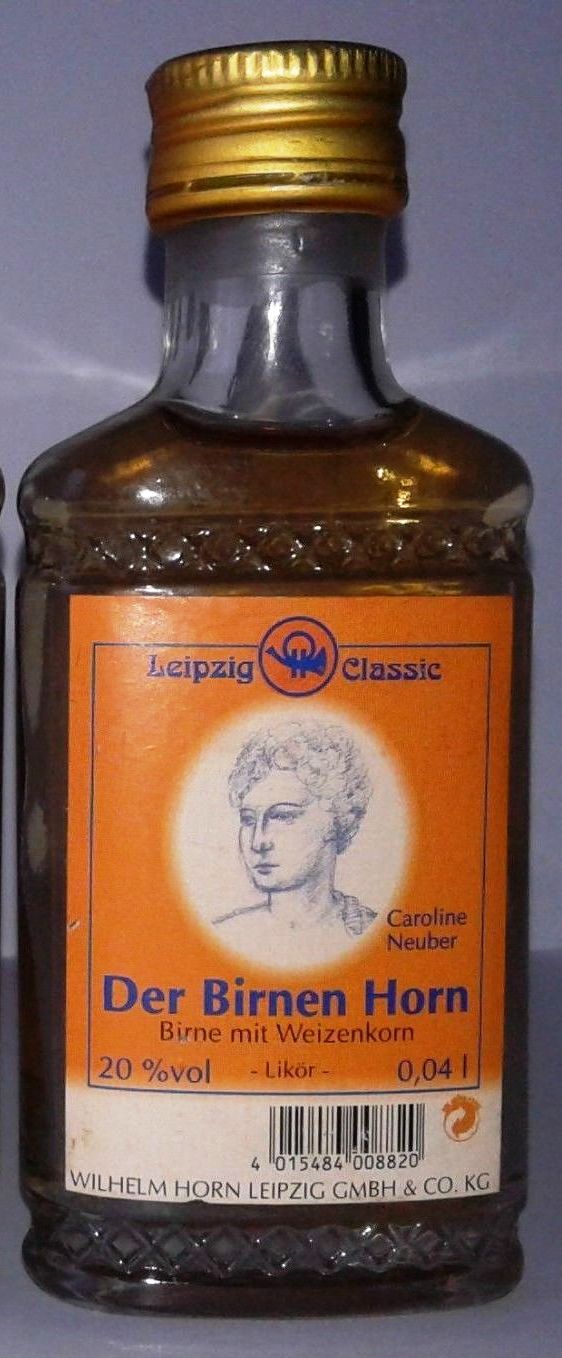 Leipzig Classic
Caroline
Neuber
Der Birnen Horn
Birne mit Weizenkorn
20 %vol - Likör - 0,04 l
4 015484 008820
WILHELM HORN LEIPZIG GMBH & CO. KG